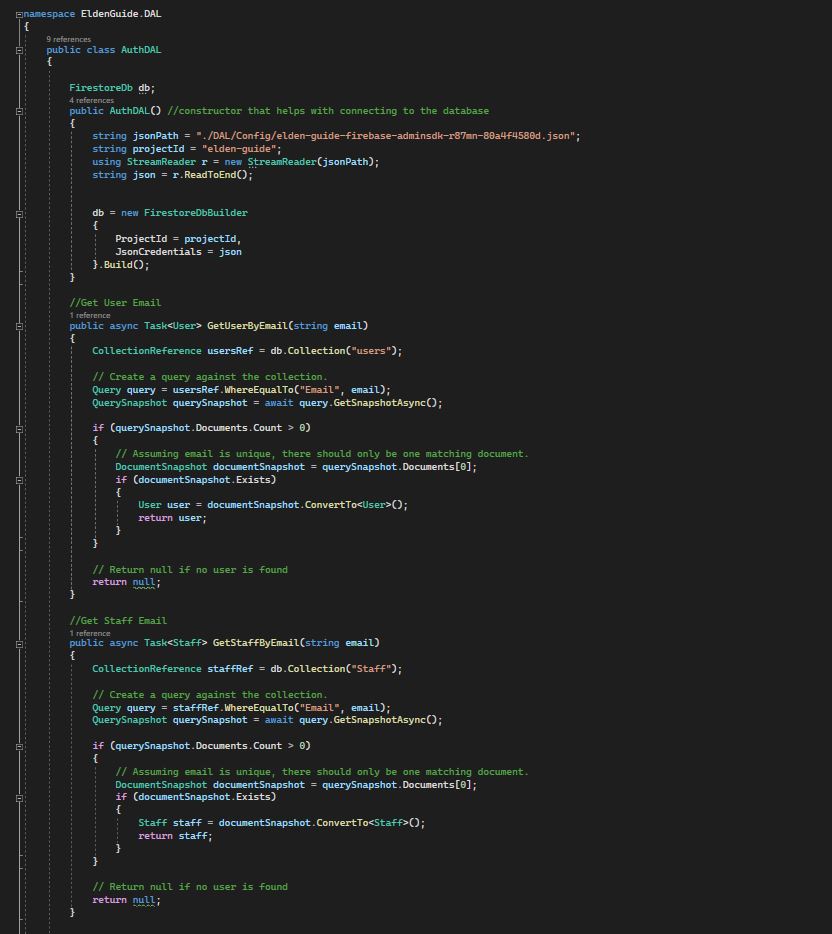 namespace EldenGuide.DAL
{
9 references
public class AuthDAL
{
FirestoreDb db;
4 references
public AuthDAL() //constructor that helps with connecting to the database
{
string jsonPath = "./DAL/Config/elden-guide-firebase-adminsdk-r87mn-80a4f4580d.json";
string projectId = "elden-guide";
using StreamReader r = new StreamReader(jsonPath);
string json = r.ReadToEnd();
db = new FirestoreDbBuilder
{
ProjectId = projectId,
JsonCredentials = json
}.Build();
}
//Get User Email
1 reference
public async Task<User> GetUserByEmail(string email)
{
CollectionReference usersRef = db.Collection("users");
// Create a query against the collection.
Query query = usersRef.WhereEqualTo("Email", email);
QuerySnapshot querySnapshot = await query.GetSnapshotAsync();
if (querySnapshot.Documents.Count > 0)
{
// Assuming email is unique, there should only be one matching document.
DocumentSnapshot documentSnapshot = querySnapshot.Documents[0];
if (documentSnapshot.Exists)
{
User user = documentSnapshot.ConvertTo<User>();
return user;
}
}
// Return null if no user is found
return null;
}
//Get Staff Email
1 reference
public async Task<Staff> GetStaffByEmail(string email)
{
CollectionReference staffRef = db.Collection("Staff");
// Create a query against the collection.
Query query = staffRef.WhereEqualTo("Email", email);
QuerySnapshot querySnapshot = await query.GetSnapshotAsync();
if (querySnapshot.Documents.Count > 0)
{
// Assuming email is unique, there should only be one matching document.
DocumentSnapshot documentSnapshot = querySnapshot.Documents[0];
if (documentSnapshot.Exists)
{
Staff staff = documentSnapshot.ConvertTo<Staff>();
return staff;
}
}
// Return null if no user is found
return null;
}